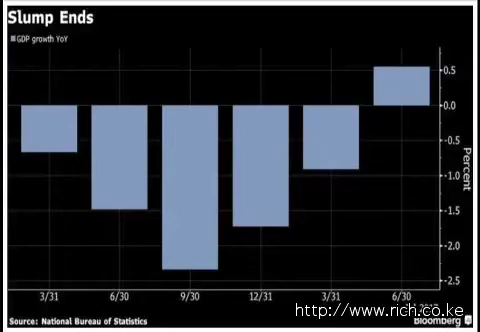 Slump Ends
GDP growth YoY
0.5
0.0
-0.5
-1.0
-1.5
-2.0
-2.5
Percent
3/31 6/30 9/30 12/31 3/31 6/30
http://www.rich.co.ke
Source: National Bureau of Statistics
Bloomberg